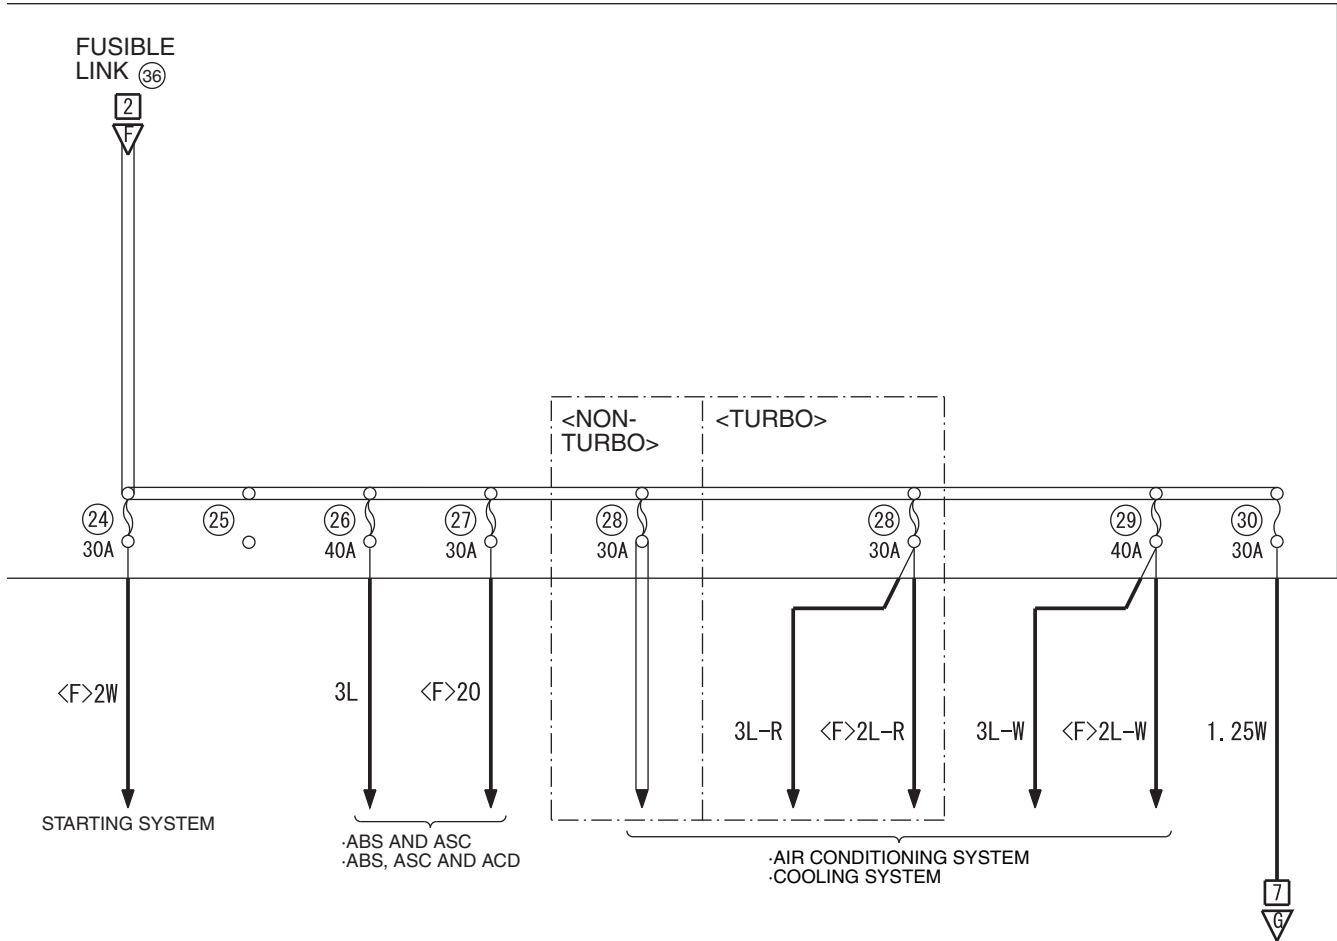 FUSIBLE
LINK 36
2
F
<NON-
TURBO>
<TURBO>
24
30A
25
26
40A
27
30A
28
30A
28
30A
29
40A
30
30A
<F>2W
3L
<F>2O
3L-R
<F>2L-R
3L-W
<F>2L-W
1.25W
STARTING SYSTEM
·ABS AND ASC
·ABS, ASC AND ACD
·AIR CONDITIONING SYSTEM
·COOLING SYSTEM
7
G